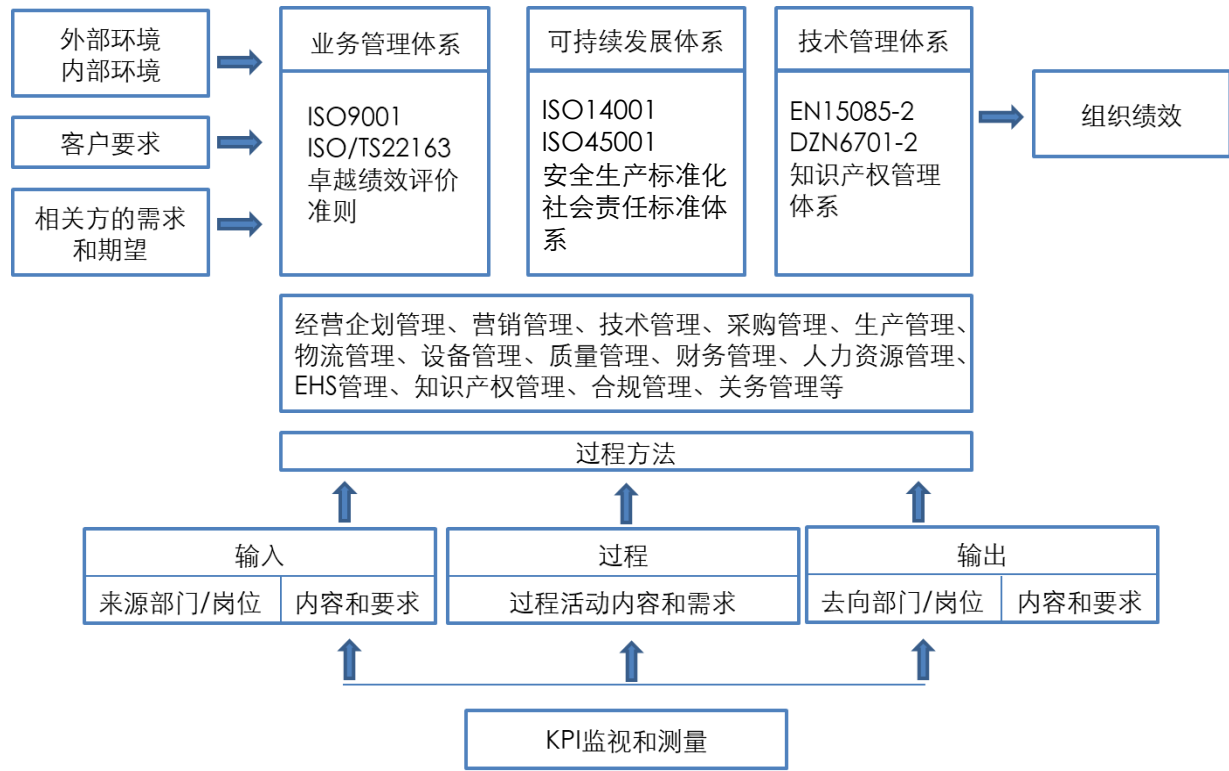 外部环境
内部环境
客户要求
相关方的需求
和期望
业务管理体系
ISO9001
ISO/TS22163
卓越绩效评价
准则
可持续发展体系
ISO14001
ISO45001
安全生产标准化
社会责任标准体
系
技术管理体系
EN15085-2
DZN6701-2
知识产权管理
体系
组织绩效
经营企划管理、营销管理、技术管理、采购管理、生产管理、
物流管理、设备管理、质量管理、财务管理、人力资源管理、
EHS管理、知识产权管理、合规管理、关务管理等
过程方法
输入
来源部门/岗位
内容和要求
过程
过程活动内容和需求
输出
去向部门/岗位
内容和要求
KPI监视和测量